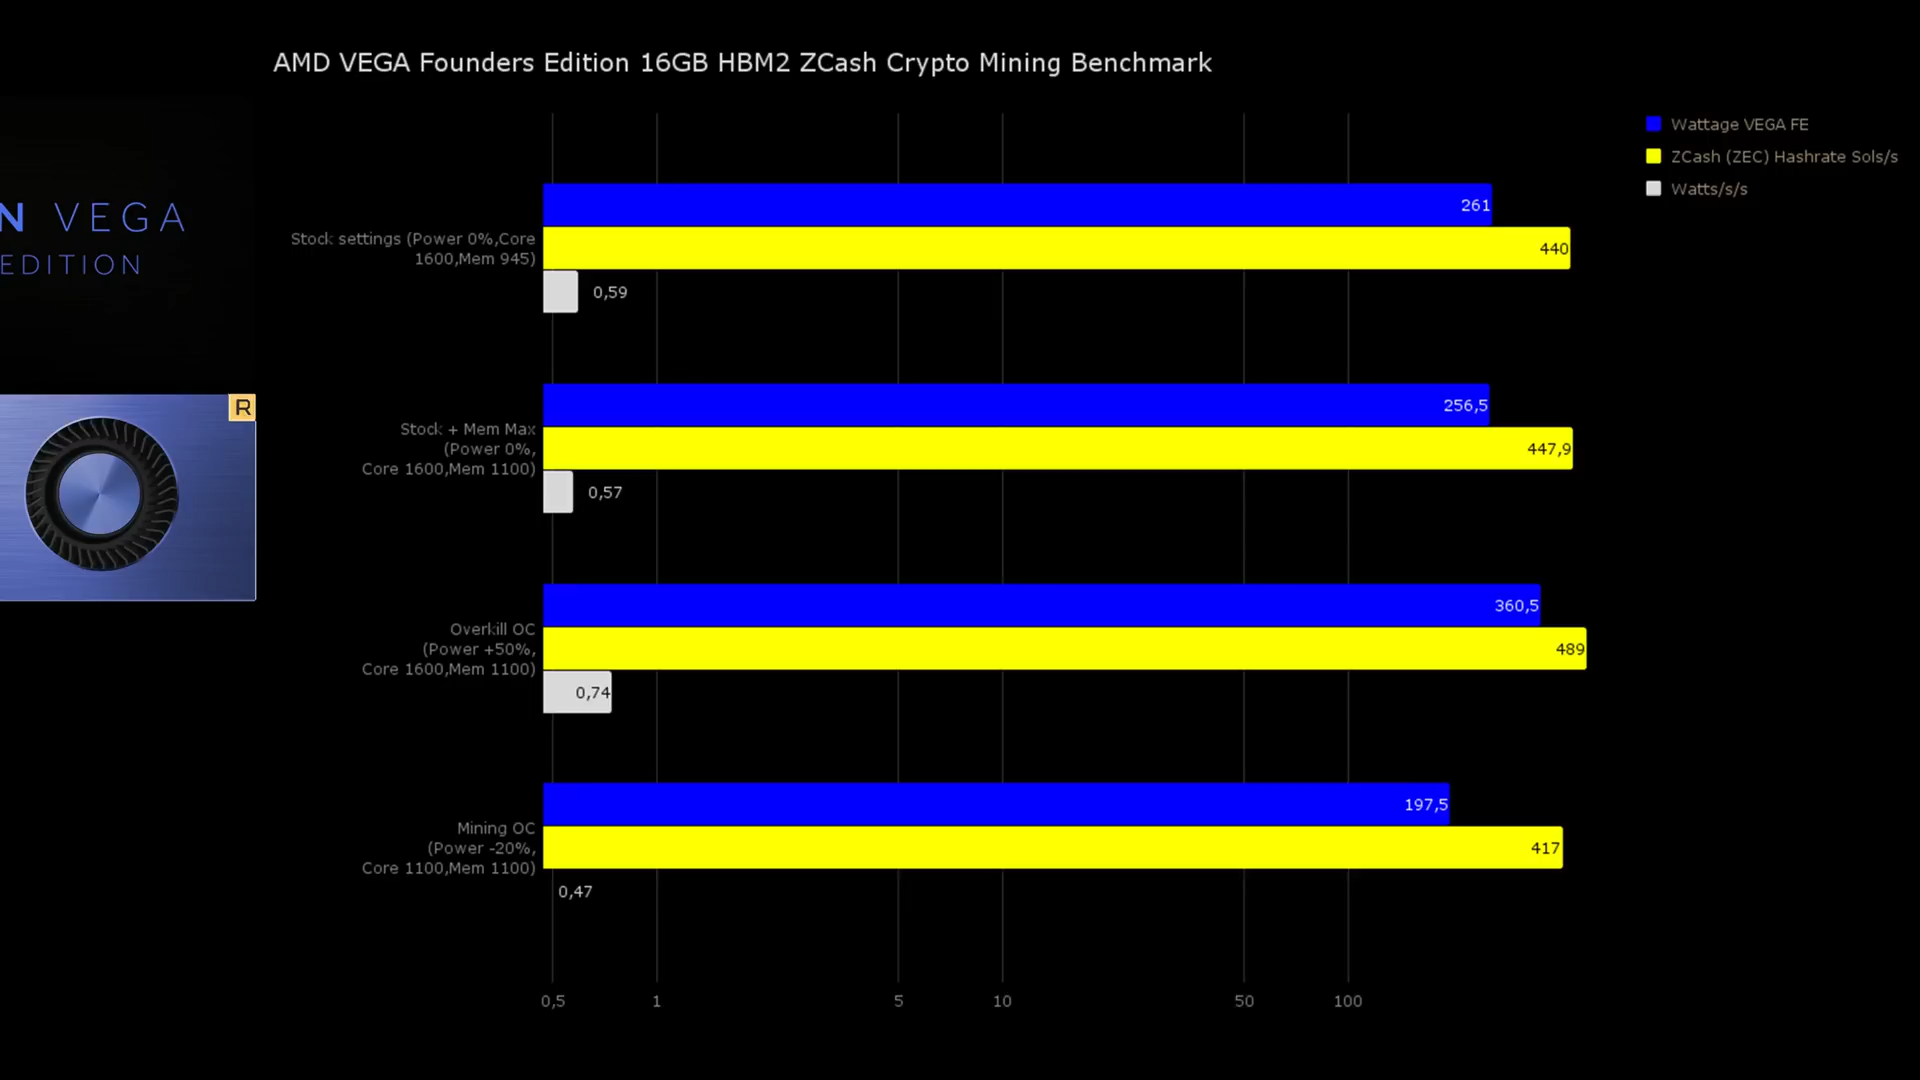 AMD VEGA Founders Edition 16GB HBM2 ZCash Crypto Mining Benchmark
Wattage VEGA FE
ZCash (ZEC) Hashrate Sols/s
Watts/s/s
N VEGA
EDITION
R
Stock settings (Power 0%,Core
1600,Mem 945)
261
440
0,59
Stock + Mem Max
(Power 0%,
Core 1600,Mem 1100)
256,5
447,9
0,57
Overkill OC
(Power +50%,
Core 1600,Mem 1100)
360,5
489
0,74
Mining OC
(Power -20%,
Core 1100,Mem 1100)
197,5
417
0,47
0,5 1 5 10 50 100